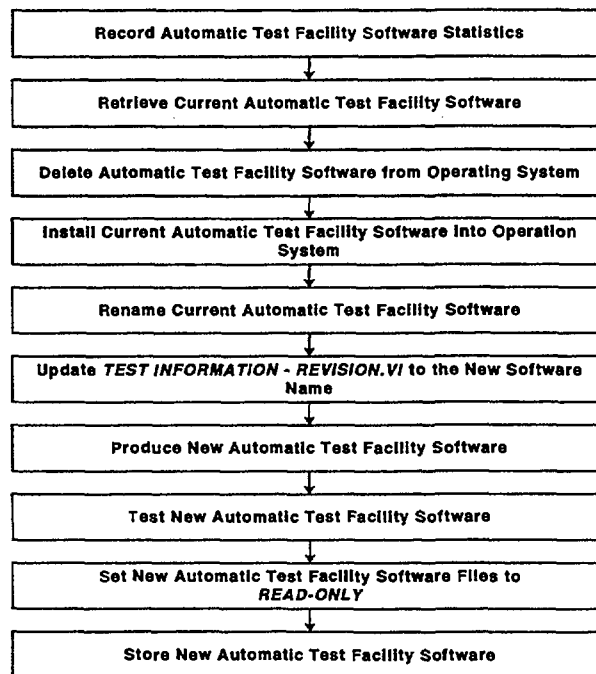 Record Automatic Test Facility Software Statistics
Retrieve Current Automatic Test Facility Software
Delete Automatic Test Facility Software from Operating System
Install Current Automatic Test Facility Software into Operation
System
Rename Current Automatic Test Facility Software
Update TEST INFORMATION - REVISION.VI to the New Software
Name
Produce New Automatic Test Facility Software
Test New Automatic Test Facility Software
Set New Automatic Test Facility Software Files to
READ-ONLY
Store New Automatic Test Facility Software